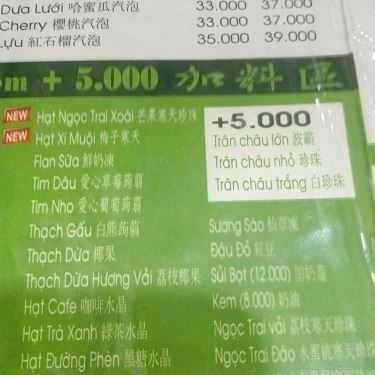 Dưa Lưới 哈蜜瓜汽泡 33.000 37.000
Cherry 櫻桃汽泡 33.000 37.000
Lựu 紅石榴汽泡 35.000 39.000
+ 5.000 加料區
NEW Hạt Ngọc Trai Xoài 芒果寒天珍珠
NEW Hạt Xí Muội 梅子寒天
Flan Sữa 鮮奶凍
Tim Dâu 愛心草莓蒟蒻
Tim Nho 愛心葡萄蒟蒻
Thạch Gấu 白熊蒟蒻
Thạch Dừa 椰果
Thạch Dừa Hương Vải 荔枝椰果
Hạt Cafe 咖啡水晶
Hạt Trà Xanh 綠茶水晶
Hạt Đường Phèn 黑糖水晶
+5.000
Trân châu lớn 波霸
Trân châu nhỏ 珍珠
Trân châu trắng 白珍珠
Sương Sáo 仙草凍
Đậu Đỏ 紅豆
Sủi Bọt (12.000) 加奶蓋
Kem (8.000) 奶油
Ngọc Trai vải 荔枝寒天珍珠
Ngọc Trai Đào 水蜜桃寒天珍珠